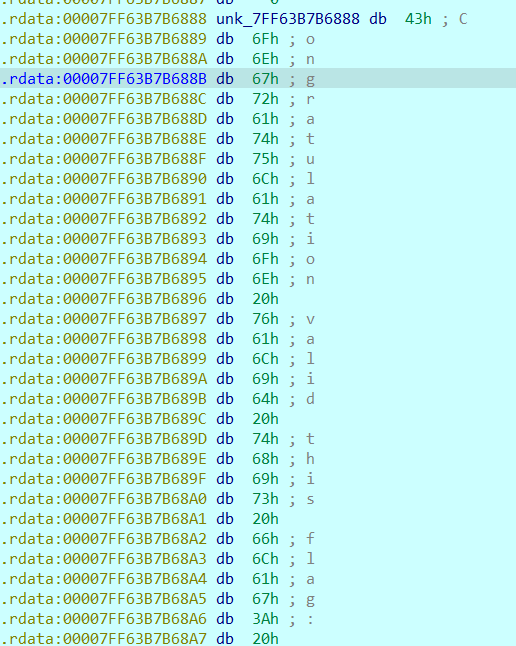 .rdata:00007FF63B7B6888 unk_7FF63B7B6888 db 43h ; C
.rdata:00007FF63B7B6889 db 6Fh ; o
.rdata:00007FF63B7B688A db 6Eh ; n
.rdata:00007FF63B7B688B db 67h ; g
.rdata:00007FF63B7B688C db 72h ; r
.rdata:00007FF63B7B688D db 61h ; a
.rdata:00007FF63B7B688E db 74h ; t
.rdata:00007FF63B7B688F db 75h ; u
.rdata:00007FF63B7B6890 db 6Ch ; l
.rdata:00007FF63B7B6891 db 61h ; a
.rdata:00007FF63B7B6892 db 74h ; t
.rdata:00007FF63B7B6893 db 69h ; i
.rdata:00007FF63B7B6894 db 6Fh ; o
.rdata:00007FF63B7B6895 db 6Eh ; n
.rdata:00007FF63B7B6896 db 20h
.rdata:00007FF63B7B6897 db 76h ; v
.rdata:00007FF63B7B6898 db 61h ; a
.rdata:00007FF63B7B6899 db 6Ch ; l
.rdata:00007FF63B7B689A db 69h ; i
.rdata:00007FF63B7B689B db 64h ; d
.rdata:00007FF63B7B689C db 20h
.rdata:00007FF63B7B689D db 74h ; t
.rdata:00007FF63B7B689E db 68h ; h
.rdata:00007FF63B7B689F db 69h ; i
.rdata:00007FF63B7B68A0 db 73h ; s
.rdata:00007FF63B7B68A1 db 20h
.rdata:00007FF63B7B68A2 db 66h ; f
.rdata:00007FF63B7B68A3 db 6Ch ; l
.rdata:00007FF63B7B68A4 db 61h ; a
.rdata:00007FF63B7B68A5 db 67h ; g
.rdata:00007FF63B7B68A6 db 3Ah ; :
.rdata:00007FF63B7B68A7 db 20h